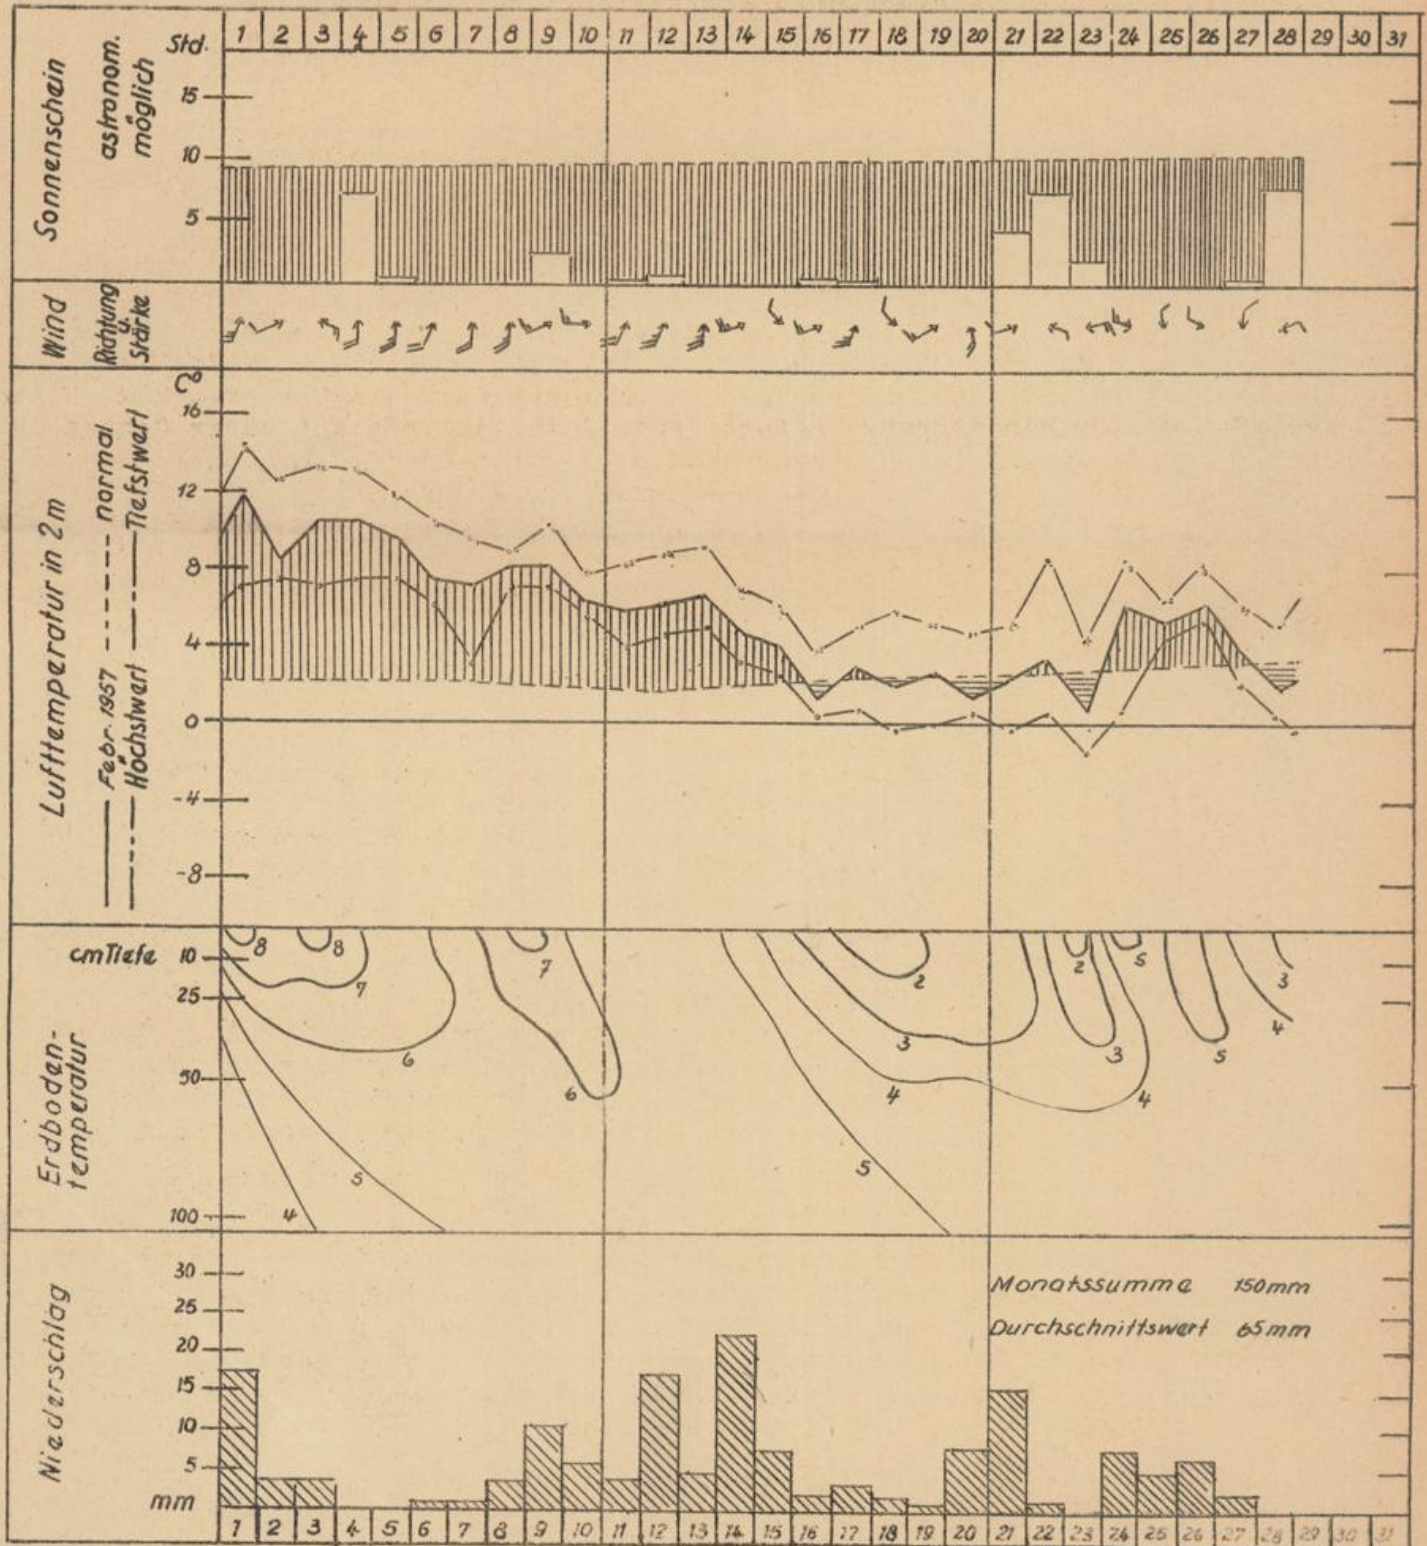 Std. 1 2 3 4 5 6 7 8 9 10 11 12 13 14 15 16 17 18 19 20 21 22 23 24 25 26 27 28 29 30 31
Sonnenschein
astronom.
möglich
15
10
5
Wind
Richtung
u.
Stärke
Lufttemperatur in 2m
Febr. 1957 normal
Höchstwert Tiefstwert
C°
16
12
8
4
0
-4
-8
Erdboden-
temperatur
cm Tiefe 10
25
50
100
8 8 7 2 2 5
7 3
6 3 3 5 4
6 4 4
5 5
4
Niederschlag
30
25
20
15
10
5
mm
Monatssumme 150mm
Durchschnittswert 65mm
1 2 3 4 5 6 7 8 9 10 11 12 13 14 15 16 17 18 19 20 21 22 23 24 25 26 27 28 29 30 31